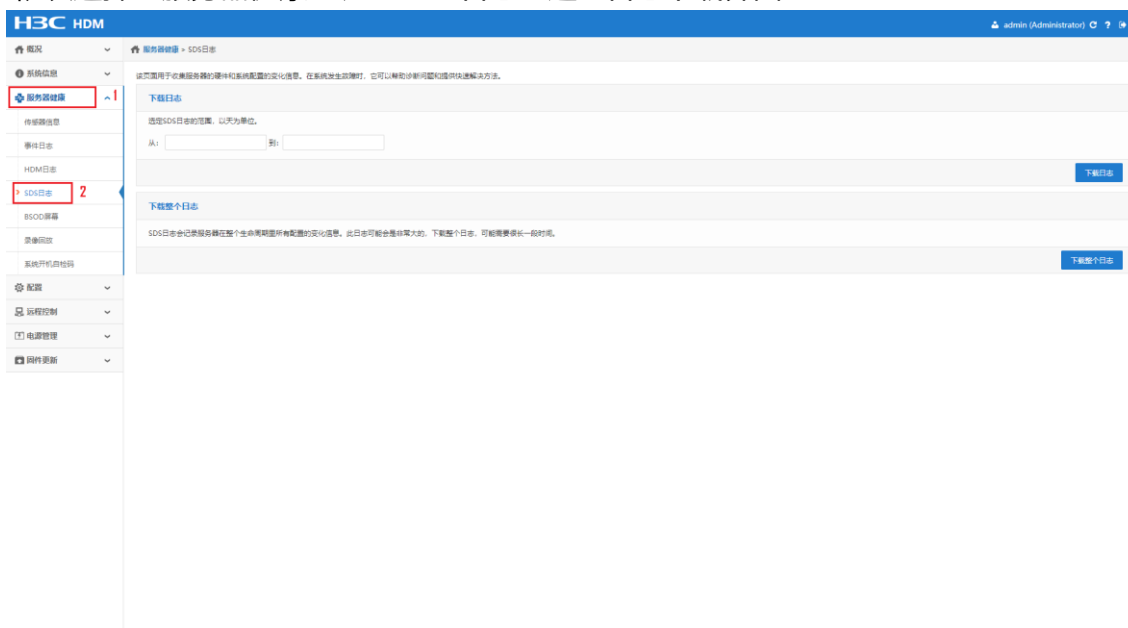 H3C HDM
admin (Administrator)
概况
服务器健康 » SDS日志
系统信息
该页面用于收集服务器的硬件和系统配置的变化信息。在系统发生故障时，它可以帮助诊断问题和提供快速解决方法。
服务器健康 1
下载日志
传感器信息
选定SDS日志的范围，以天为单位。
事件日志
从:
到:
HDM日志
下载日志
SDS日志 2
下载整个日志
BSOD屏幕
SDS日志会记录服务器在整个生命周期里所有配置的变化信息。此日志可能会是非常大的，下载整个日志，可能需要很长一段时间。
录像回放
系统开机自检码
下载整个日志
配置
远程控制
电源管理
固件更新